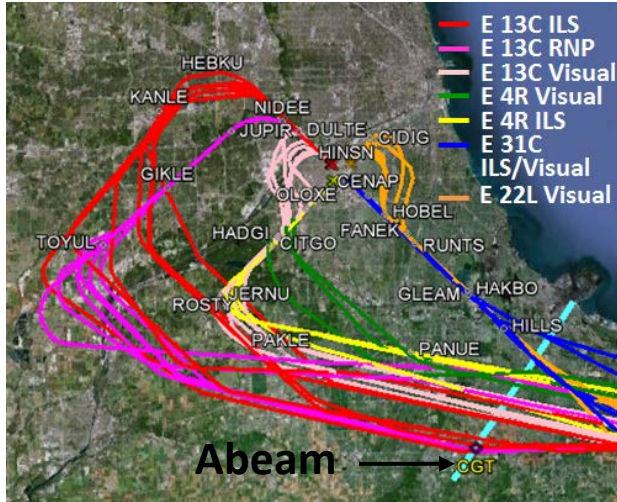 E 13C ILS
E 13C RNP
E 13C Visual
E 4R Visual
E 4R ILS
E 31C
ILS/Visual
E 22L Visual
HEBKU
KANLE
NIDEE
JUPIR
DULTE
CIDIG
HINSN
GIKLE
CENAP
OLOXE
HOBEL
FANEK
HADGI
CITGO
RUNTS
TOYUL
GLEAM
HAKBO
JERNU
ROSTY
HILLS
PAKLE
PANUE
Abeam
CGT